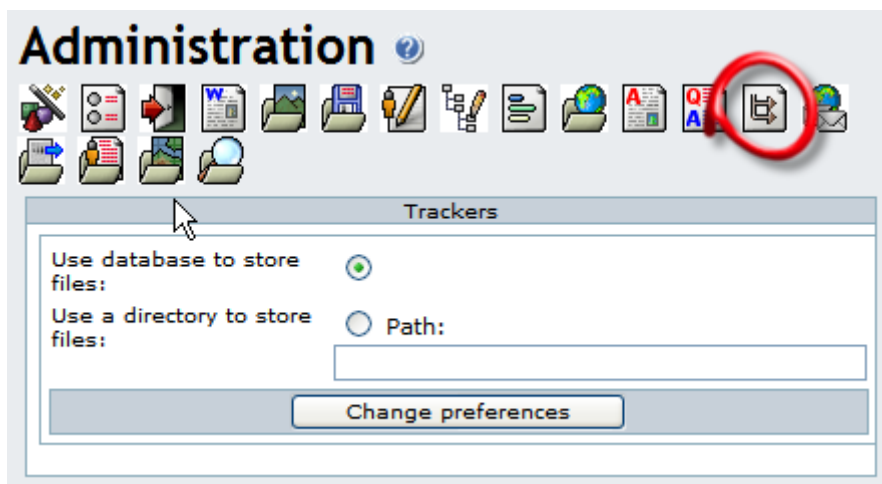 Administration
Trackers
Use database to store
files:
Use a directory to store
files:
Path:
Change preferences